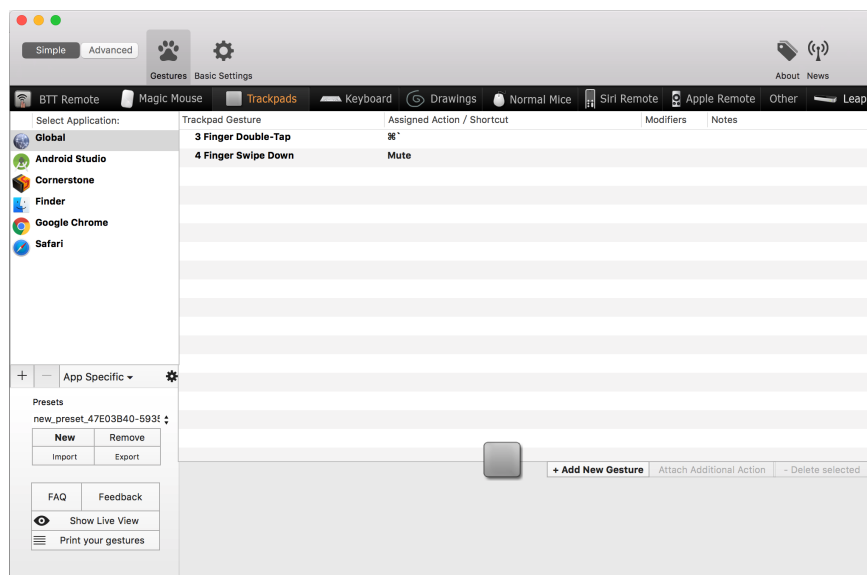 Simple Advanced
Gestures Basic Settings About News
BTT Remote Magic Mouse Trackpads Keyboard Drawings Normal Mice Siri Remote Apple Remote Other Leap
Select Application: Trackpad Gesture Assigned Action / Shortcut Modifiers Notes
Global 3 Finger Double-Tap ⌘`
Android Studio 4 Finger Swipe Down Mute
Cornerstone
Finder
Google Chrome
Safari
+ − App Specific
Presets
new_preset_47E03B40-5935
New Remove
Import Export
+ Add New Gesture Attach Additional Action - Delete selected
FAQ Feedback
Show Live View
Print your gestures